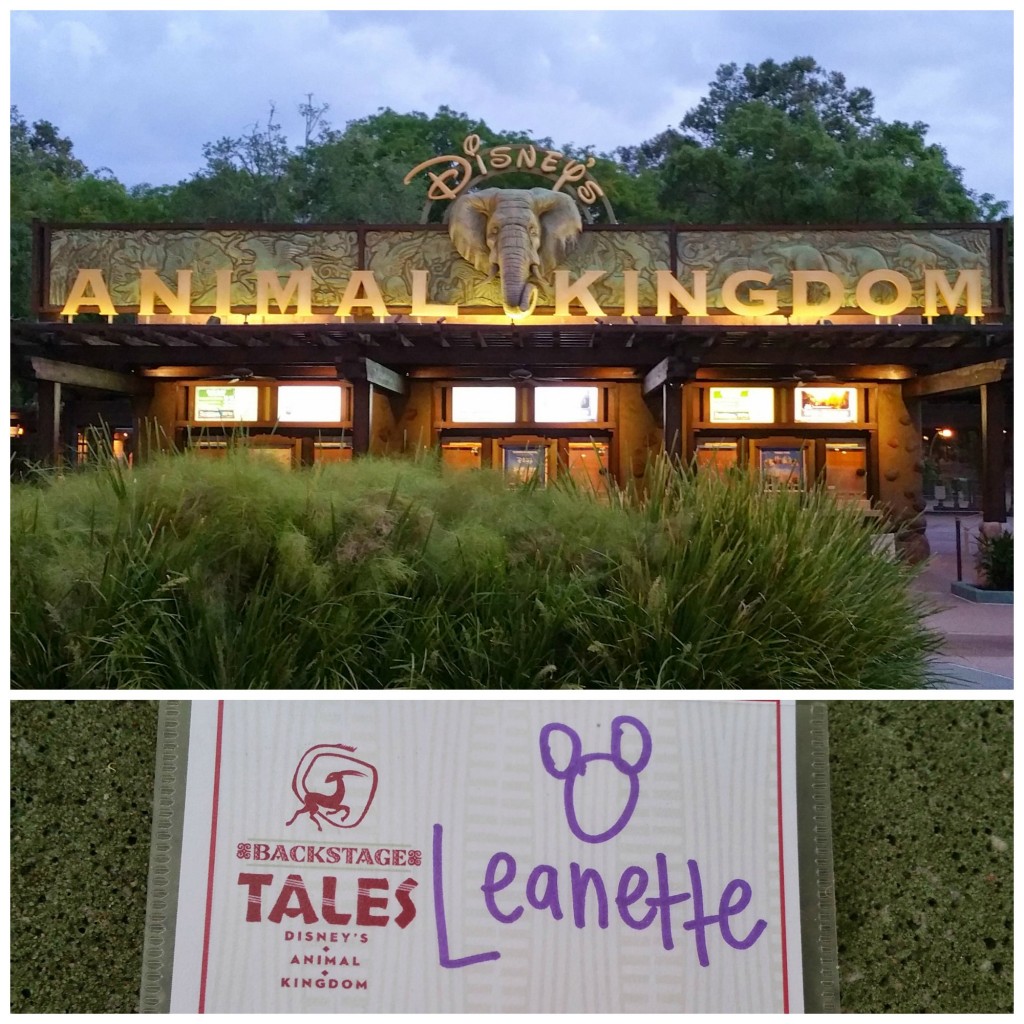 DISNEY'S
ANIMAL KINGDOM
BACKSTAGE
TALES
DISNEY'S
ANIMAL
KINGDOM
Leanette